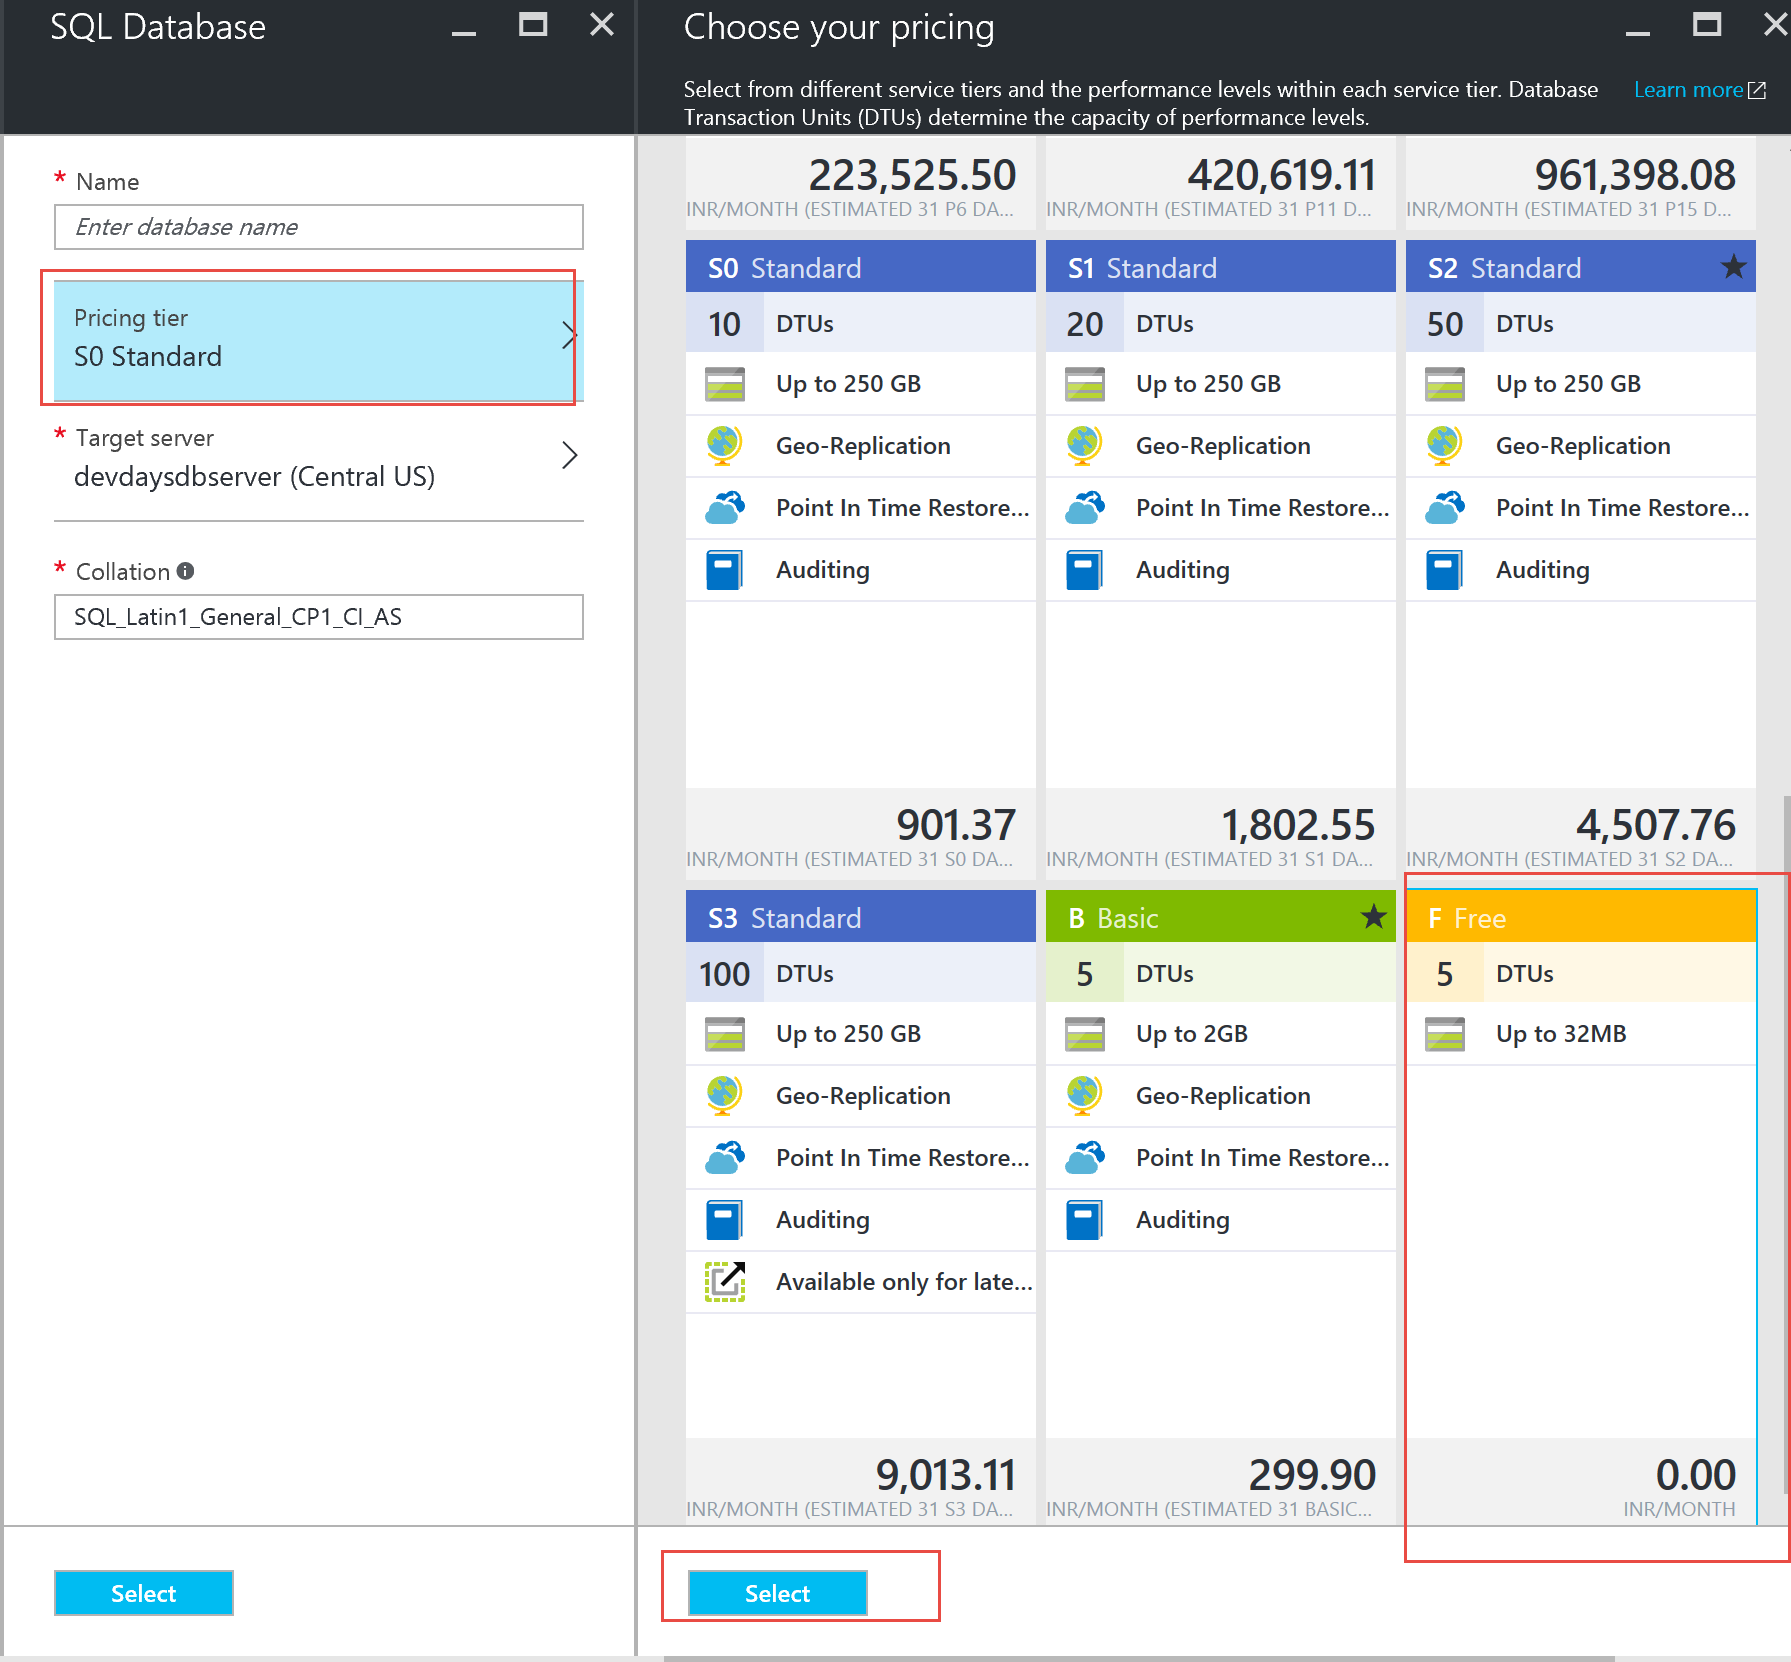 SQL Database
* Name
Enter database name
Pricing tier
S0 Standard
* Target server
devdaysdbserver (Central US)
* Collation
SQL_Latin1_General_CP1_CI_AS
Select
Choose your pricing
Select from different service tiers and the performance levels within each service tier. Database
Transaction Units (DTUs) determine the capacity of performance levels.
Learn more
223,525.50
INR/MONTH (ESTIMATED 31 P6 DA...
420,619.11
INR/MONTH (ESTIMATED 31 P11 D...
961,398.08
INR/MONTH (ESTIMATED 31 P15 D...
S0 Standard
10 DTUs
Up to 250 GB
Geo-Replication
Point In Time Restore...
Auditing
901.37
INR/MONTH (ESTIMATED 31 S0 DA...
S1 Standard
20 DTUs
Up to 250 GB
Geo-Replication
Point In Time Restore...
Auditing
1,802.55
INR/MONTH (ESTIMATED 31 S1 DA...
S2 Standard
50 DTUs
Up to 250 GB
Geo-Replication
Point In Time Restore...
Auditing
4,507.76
INR/MONTH (ESTIMATED 31 S2 DA...
S3 Standard
100 DTUs
Up to 250 GB
Geo-Replication
Point In Time Restore...
Auditing
Available only for late...
9,013.11
INR/MONTH (ESTIMATED 31 S3 DA...
B Basic
5 DTUs
Up to 2GB
Geo-Replication
Point In Time Restore...
Auditing
299.90
INR/MONTH (ESTIMATED 31 BASIC...
F Free
5 DTUs
Up to 32MB
0.00
INR/MONTH
Select